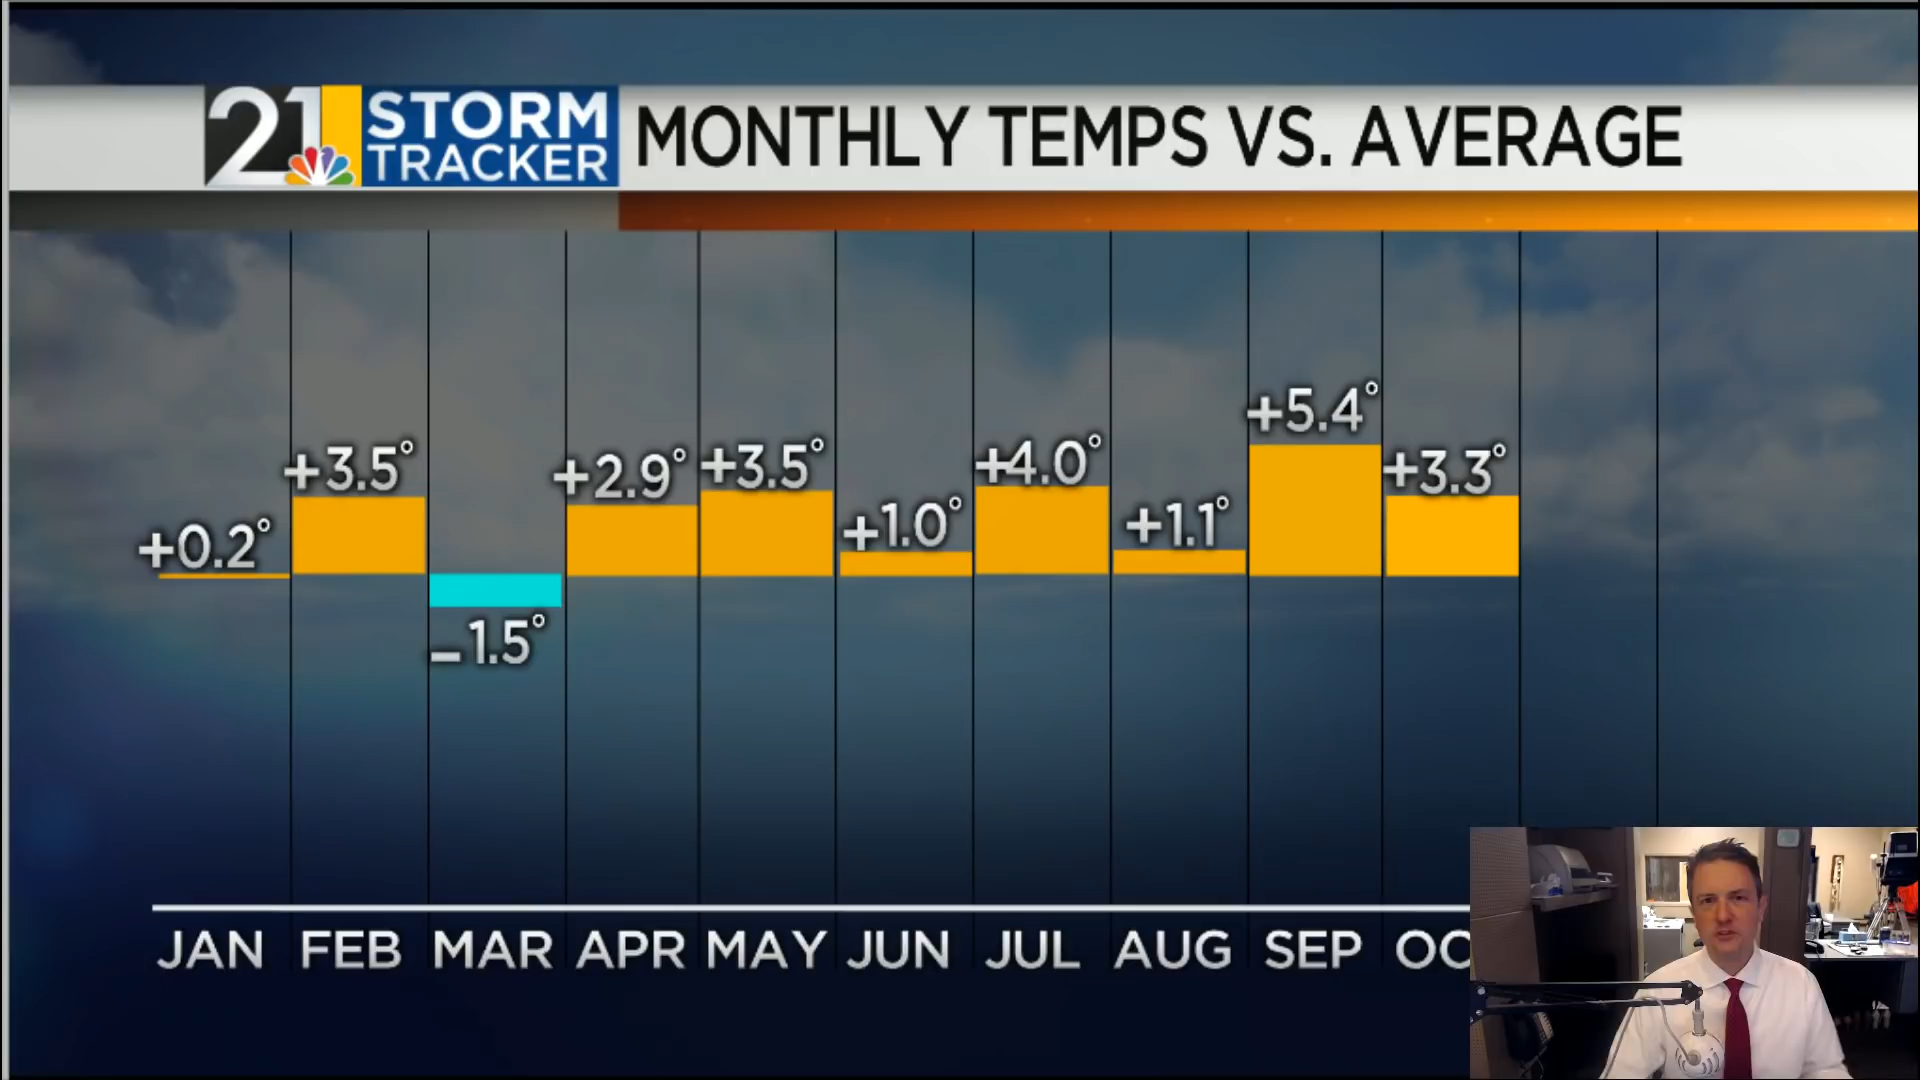 21 STORM TRACKER MONTHLY TEMPS VS. AVERAGE
+0.2° +3.5° -1.5° +2.9° +3.5° +1.0° +4.0° +1.1° +5.4° +3.3°
JAN FEB MAR APR MAY JUN JUL AUG SEP OC